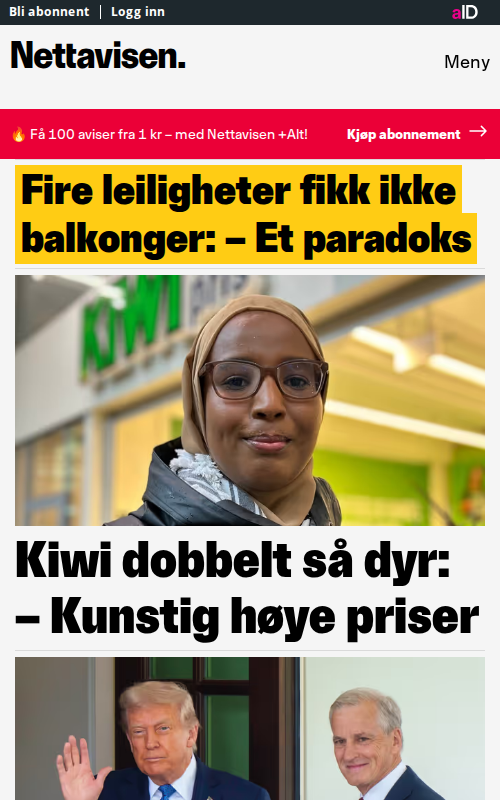 Bli abonnent
Logg inn
aID
Nettavisen.
Meny
🔥 Få 100 aviser fra 1 kr – med Nettavisen +Alt!
Kjøp abonnement →
Fire leiligheter fikk ikke
balkonger: – Et paradoks
KIWI
Kiwi dobbelt så dyr:
– Kunstig høye priser